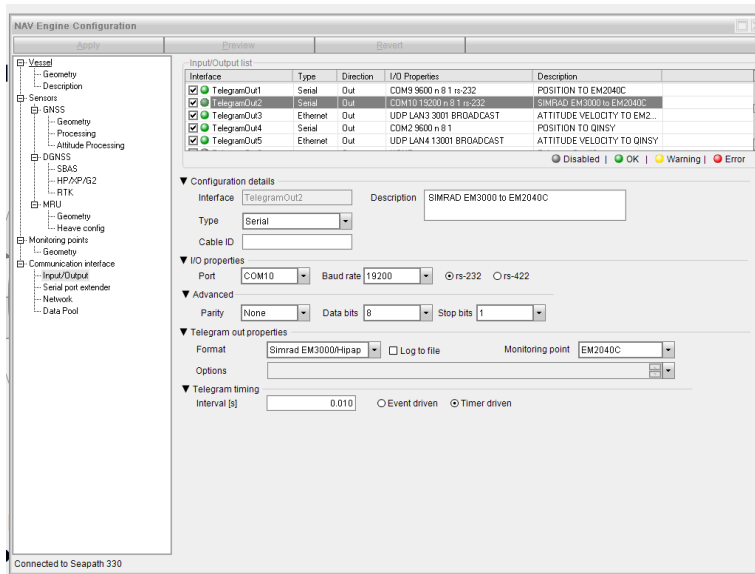 NAV Engine Configuration
Apply Preview Revert
Vessel
Geometry
Description
Sensors
GNSS
Geometry
Processing
Attitude Processing
DGNSS
SBAS
HP/XP/G2
RTK
MRU
Geometry
Heave config
Monitoring points
Geometry
Communication interface
Input/Output
Serial port extender
Network
Data Pool
Input/Output list
Interface Type Direction I/O Properties Description
TelegramOut1 Serial Out COM9 9600 n 8 1 rs-232 POSITION TO EM2040C
TelegramOut2 Serial Out COM10 19200 n 8 1 rs-232 SIMRAD EM3000 to EM2040C
TelegramOut3 Ethernet Out UDP LAN3 3001 BROADCAST ATTITUDE VELOCITY TO EM2...
TelegramOut4 Serial Out COM2 9600 n 8 1 POSITION TO QINSY
TelegramOut5 Ethernet Out UDP LAN4 13001 BROADCAST ATTITUDE VELOCITY TO QINSY
Disabled | OK | Warning | Error
Configuration details
Interface TelegramOut2 Description SIMRAD EM3000 to EM2040C
Type Serial
Cable ID
I/O properties
Port COM10 Baud rate 19200 rs-232 rs-422
Advanced
Parity None Data bits 8 Stop bits 1
Telegram out properties
Format Simrad EM3000/Hipap Log to file Monitoring point EM2040C
Options
Telegram timing
Interval [s] 0.010 Event driven Timer driven
Connected to Seapath 330